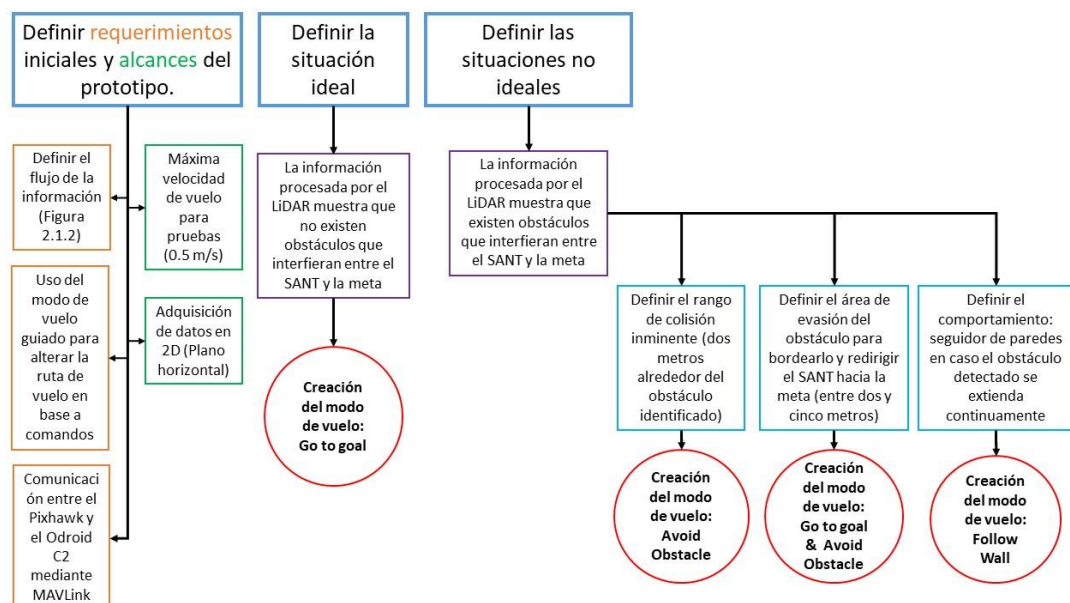 Definir requerimientos
iniciales y alcances del
prototipo.
Definir la
situación
ideal
Definir las
situaciones no
ideales
Definir el
flujo de la
información
(Figura
2.1.2)
Máxima
velocidad
de vuelo
para
pruebas
(0.5 m/s)
Uso del
modo de
vuelo
guiado para
alterar la
ruta de
vuelo en
base a
comandos
Adquisición
de datos en
2D (Plano
horizontal)
Comunicaci
ón entre el
Pixhawk y
el Odroid
C2
mediante
MAVLink
La información
procesada por el
LiDAR muestra que
no existen
obstáculos que
interfieran entre el
SANT y la meta
Creación
del modo
de vuelo:
Go to goal
La información
procesada por el
LiDAR muestra que
existen obstáculos
que interfieran entre
el SANT y la meta
Definir el rango
de colisión
inminente (dos
metros
alrededor del
obstáculo
identificado)
Definir el área de
evasión del
obstáculo para
bordearlo y redirigir
el SANT hacia la
meta (entre dos y
cinco metros)
Definir el
comportamiento:
seguidor de paredes
en caso el obstáculo
detectado se
extienda
continuamente
Creación
del modo
de vuelo:
Avoid
Obstacle
Creación
del modo
de vuelo:
Go to goal
& Avoid
Obstacle
Creación
del modo
de vuelo:
Follow
Wall